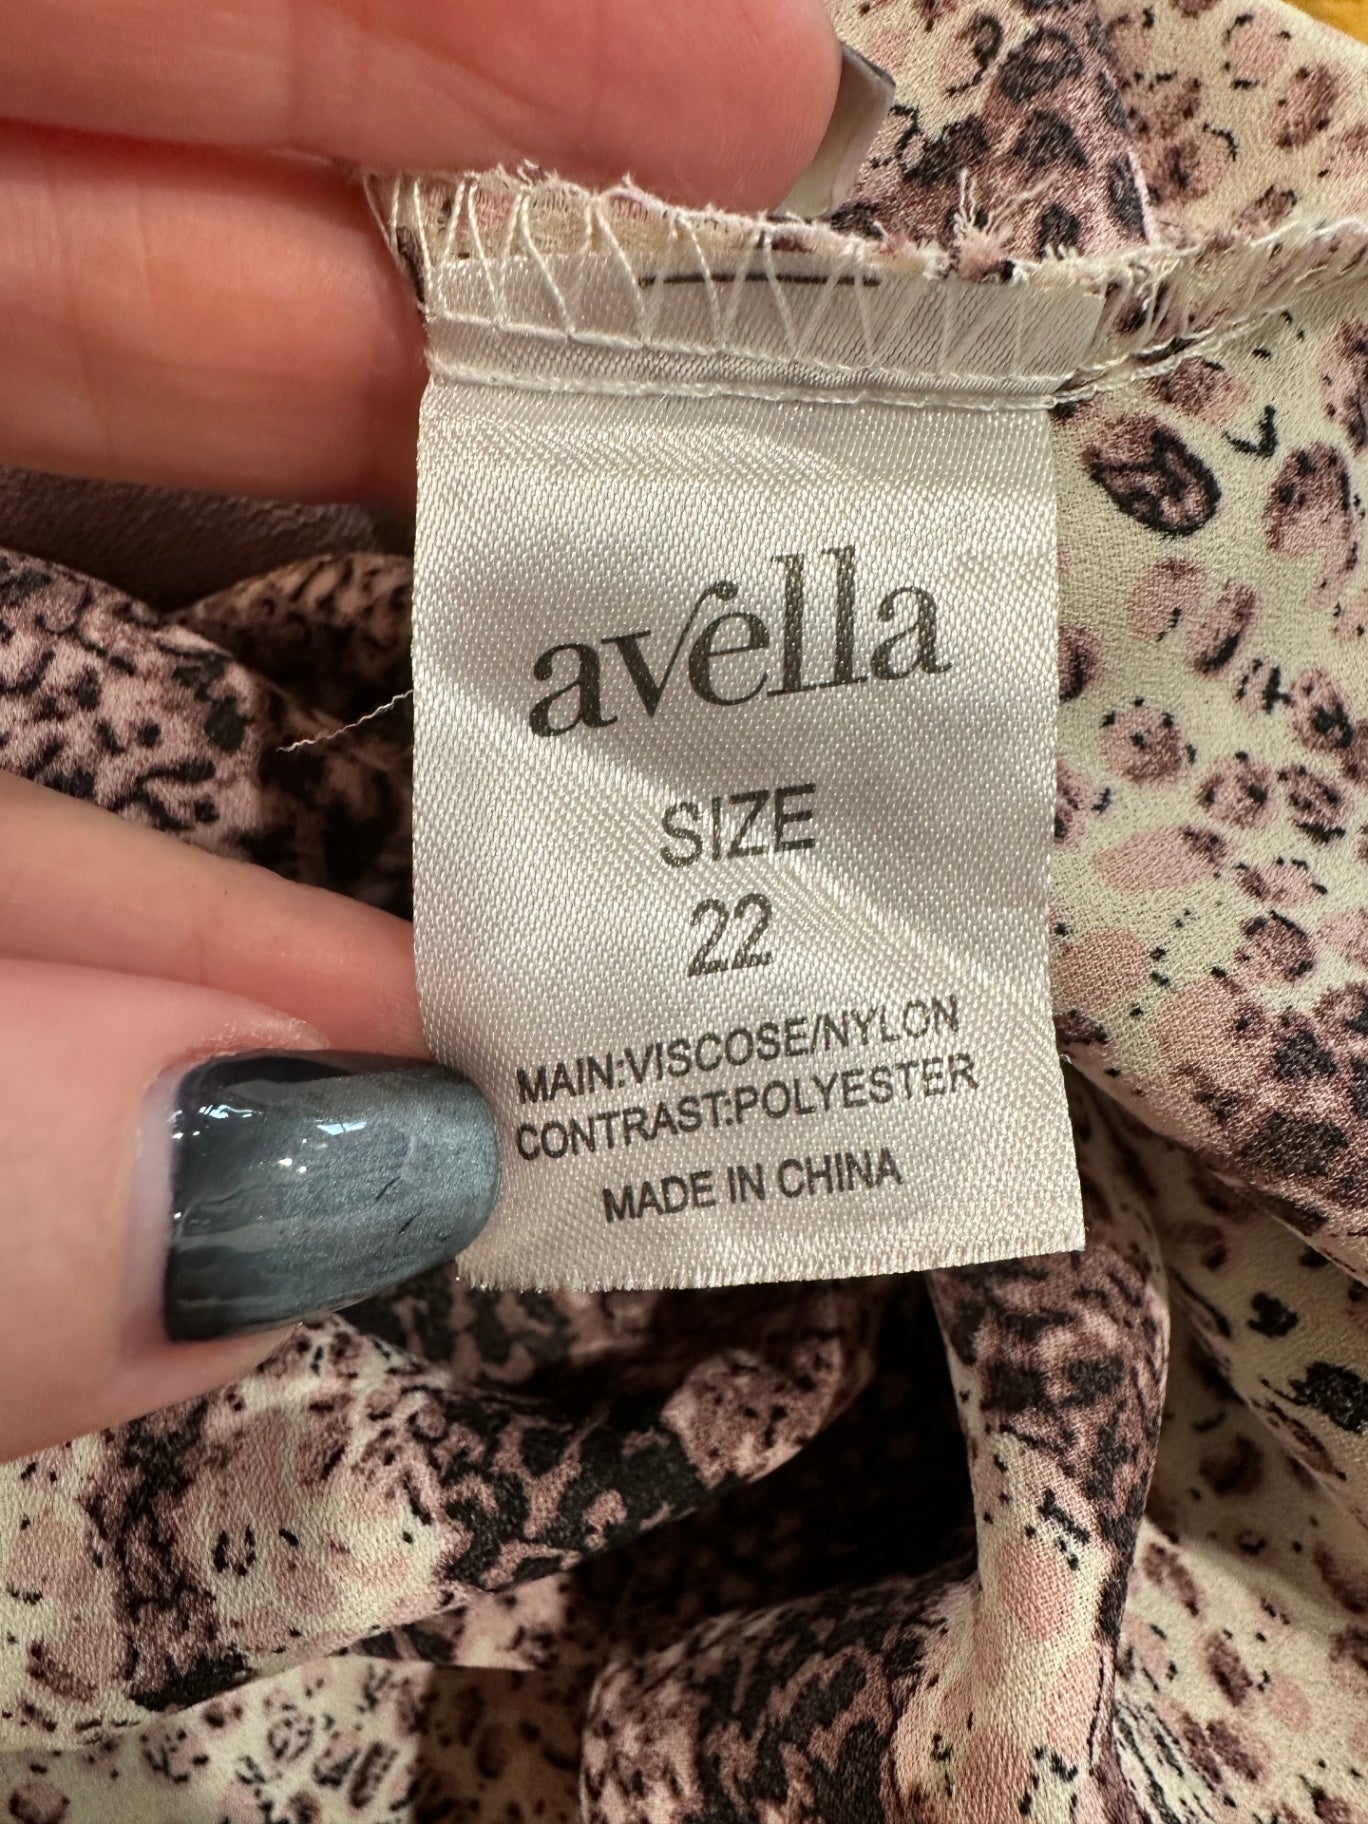 avella
SIZE
22
MAIN:VISCOSE/NYLON
CONTRAST:POLYESTER
MADE IN CHINA